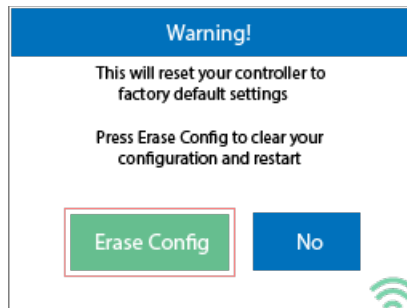 Warning!
This will reset your controller to
factory default settings
Press Erase Config to clear your
configuration and restart
Erase Config
No